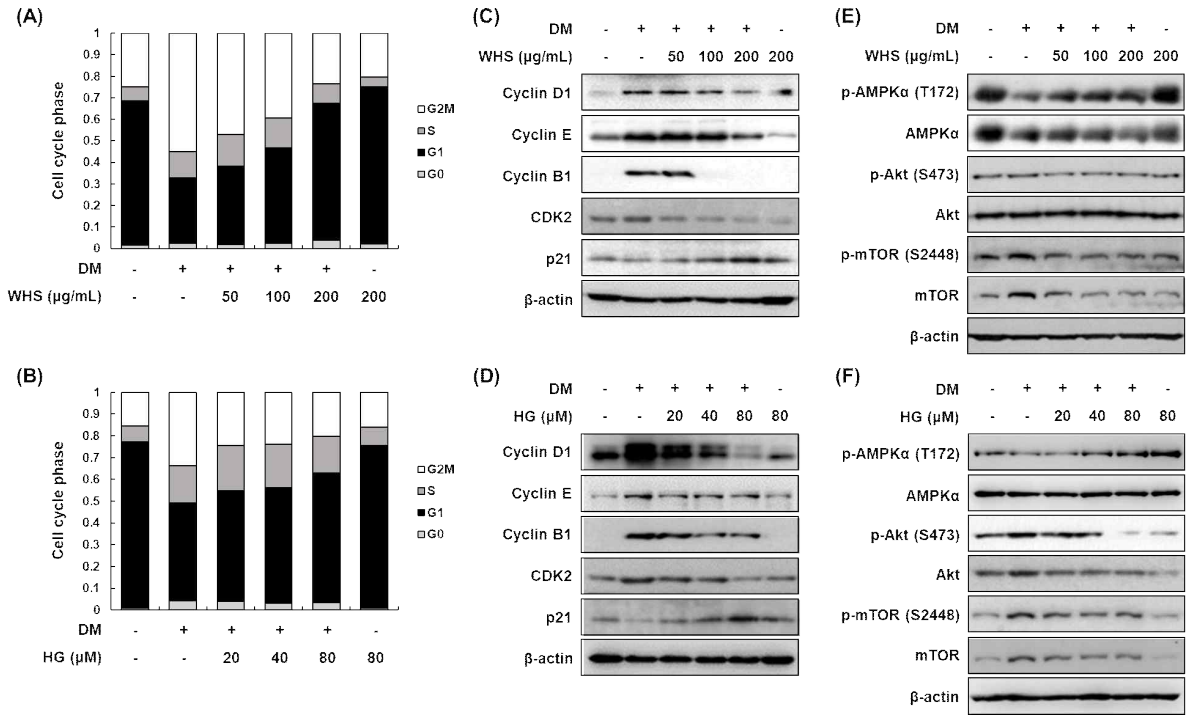 (A)
1
0.9
0.8
0.7
0.6
0.5
0.4
0.3
0.2
0.1
0
Cell cycle phase
G2M
S
G1
G0
DM - + + + + -
WHS (µg/mL) - - 50 100 200 200
(B)
1
0.9
0.8
0.7
0.6
0.5
0.4
0.3
0.2
0.1
0
Cell cycle phase
G2M
S
G1
G0
DM - + + + + -
HG (µM) - - 20 40 80 80
(C)
DM - + + + + -
WHS (µg/mL) - - 50 100 200 200
Cyclin D1
Cyclin E
Cyclin B1
CDK2
p21
β-actin
(D)
DM - + + + + -
HG (µM) - - 20 40 80 80
Cyclin D1
Cyclin E
Cyclin B1
CDK2
p21
β-actin
(E)
DM - + + + + -
WHS (µg/mL) - - 50 100 200 200
p-AMPKα (T172)
AMPKα
p-Akt (S473)
Akt
p-mTOR (S2448)
mTOR
β-actin
(F)
DM - + + + + -
HG (µM) - - 20 40 80 80
p-AMPKα (T172)
AMPKα
p-Akt (S473)
Akt
p-mTOR (S2448)
mTOR
β-actin